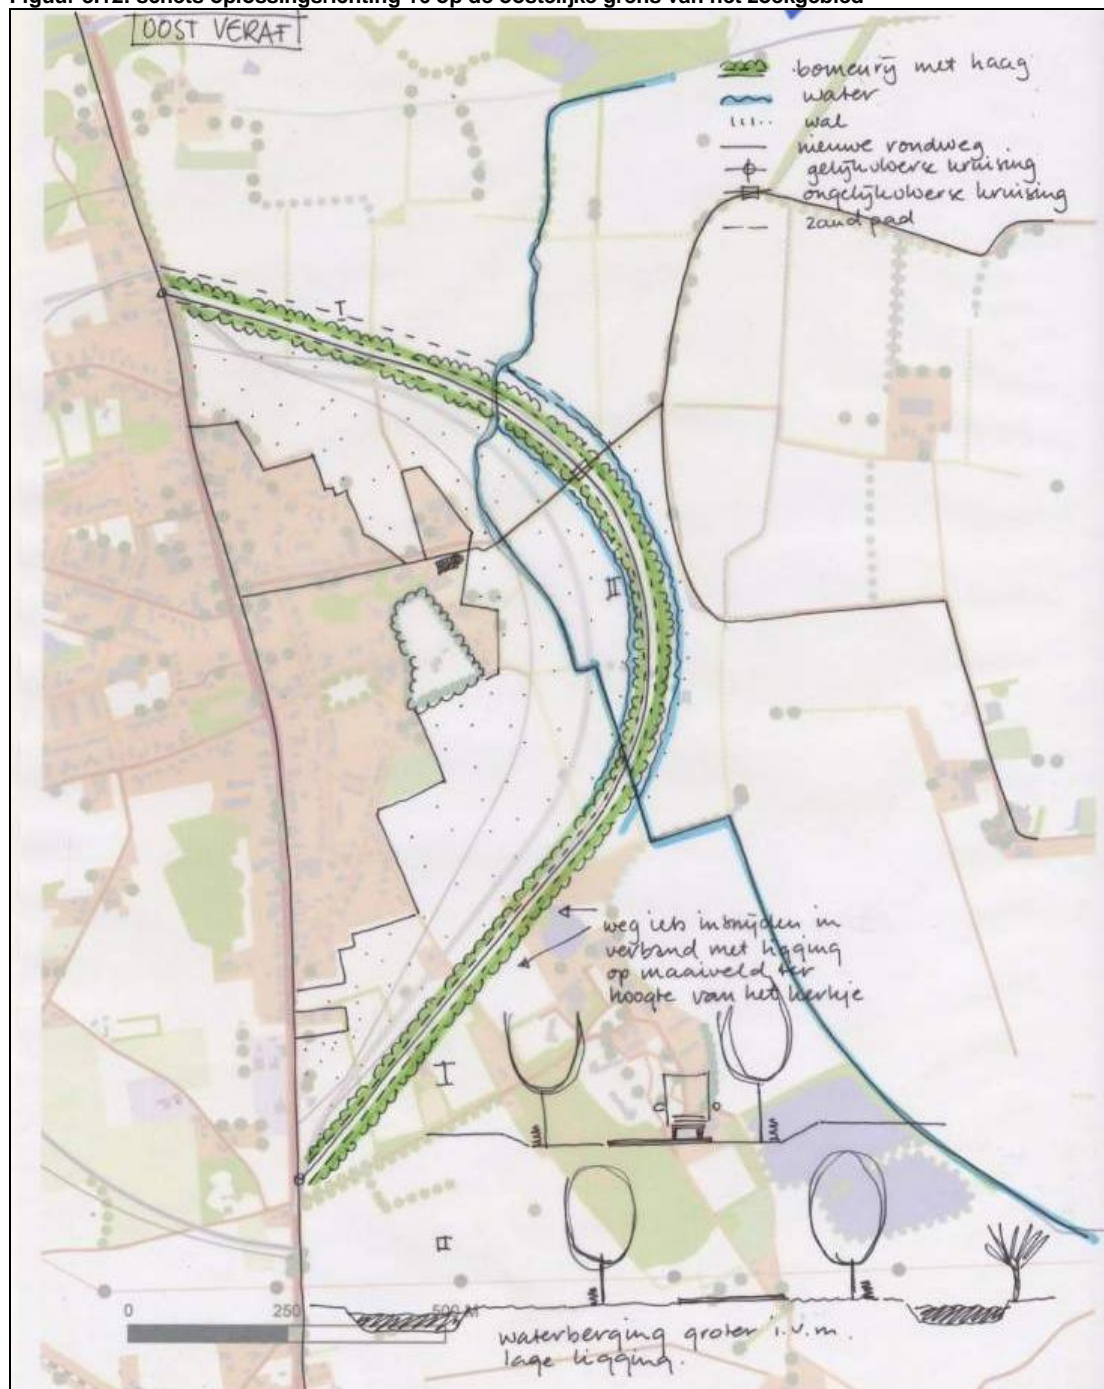 Figuur 3.12: schets oplossingsrichting 10 op de oostelijke grens van het zoekgebied
OOST VERAF
bomenrij met haag
water
wal
nieuwe rondweg
gelijkvloerse kruising
ongelijkvloerse kruising
zandpad
I
II
weg iets insnijden in
verband met ligging
op maaiveld ter
hoogte van het kerkje
I
II
0 250 500 M
waterberging groter i.v.m.
lage ligging.